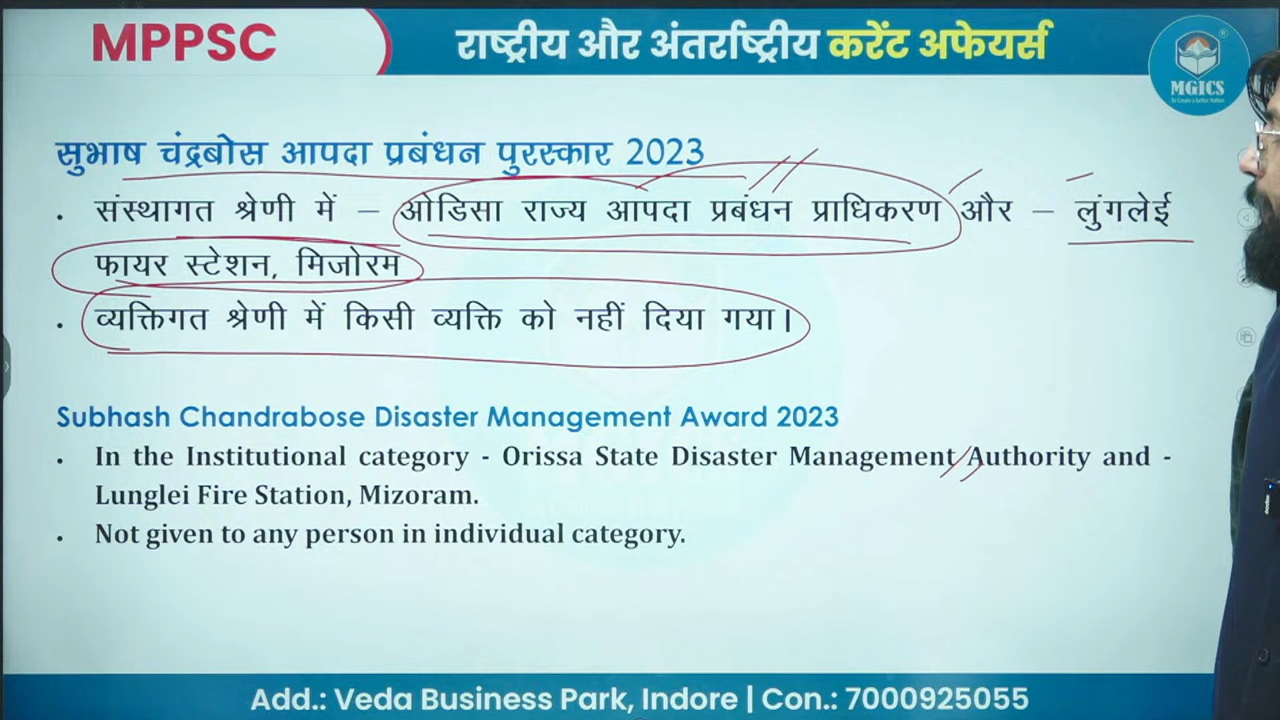 MPPSC
राष्ट्रीय और अंतर्राष्ट्रीय करेंट अफेयर्स
MGICS
सुभाष चंद्रबोस आपदा प्रबंधन पुरस्कार 2023
• संस्थागत श्रेणी में – ओडिसा राज्य आपदा प्रबंधन प्राधिकरण और – लुंगलेई
फायर स्टेशन, मिजोरम
• व्यक्तिगत श्रेणी में किसी व्यक्ति को नहीं दिया गया।
Subhash Chandrabose Disaster Management Award 2023
• In the Institutional category - Orissa State Disaster Management Authority and -
Lunglei Fire Station, Mizoram.
• Not given to any person in individual category.
Add.: Veda Business Park, Indore | Con.: 7000925055